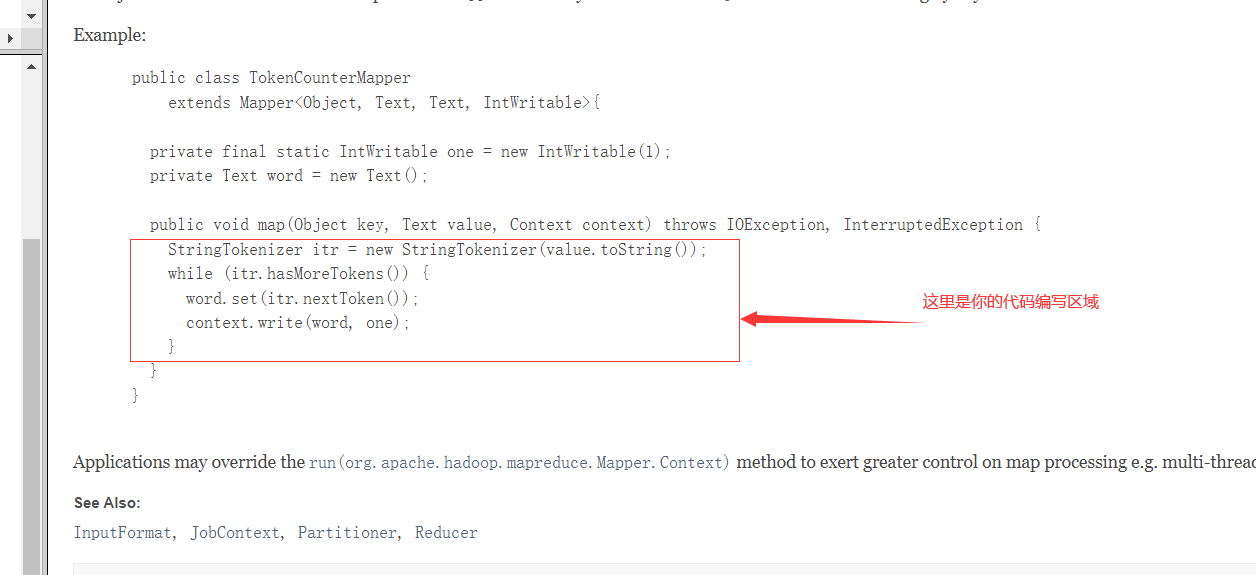 Example:
public class TokenCounterMapper
extends Mapper<Object, Text, Text, IntWritable>{
private final static IntWritable one = new IntWritable(1);
private Text word = new Text();
public void map(Object key, Text value, Context context) throws IOException, InterruptedException {
StringTokenizer itr = new StringTokenizer(value.toString());
while (itr.hasMoreTokens()) {
word.set(itr.nextToken());
context.write(word, one);
}
}
}
这里是你的代码编写区域
Applications may override the run(org.apache.hadoop.mapreduce.Mapper.Context) method to exert greater control on map processing e.g. multi-threa
See Also:
InputFormat, JobContext, Partitioner, Reducer